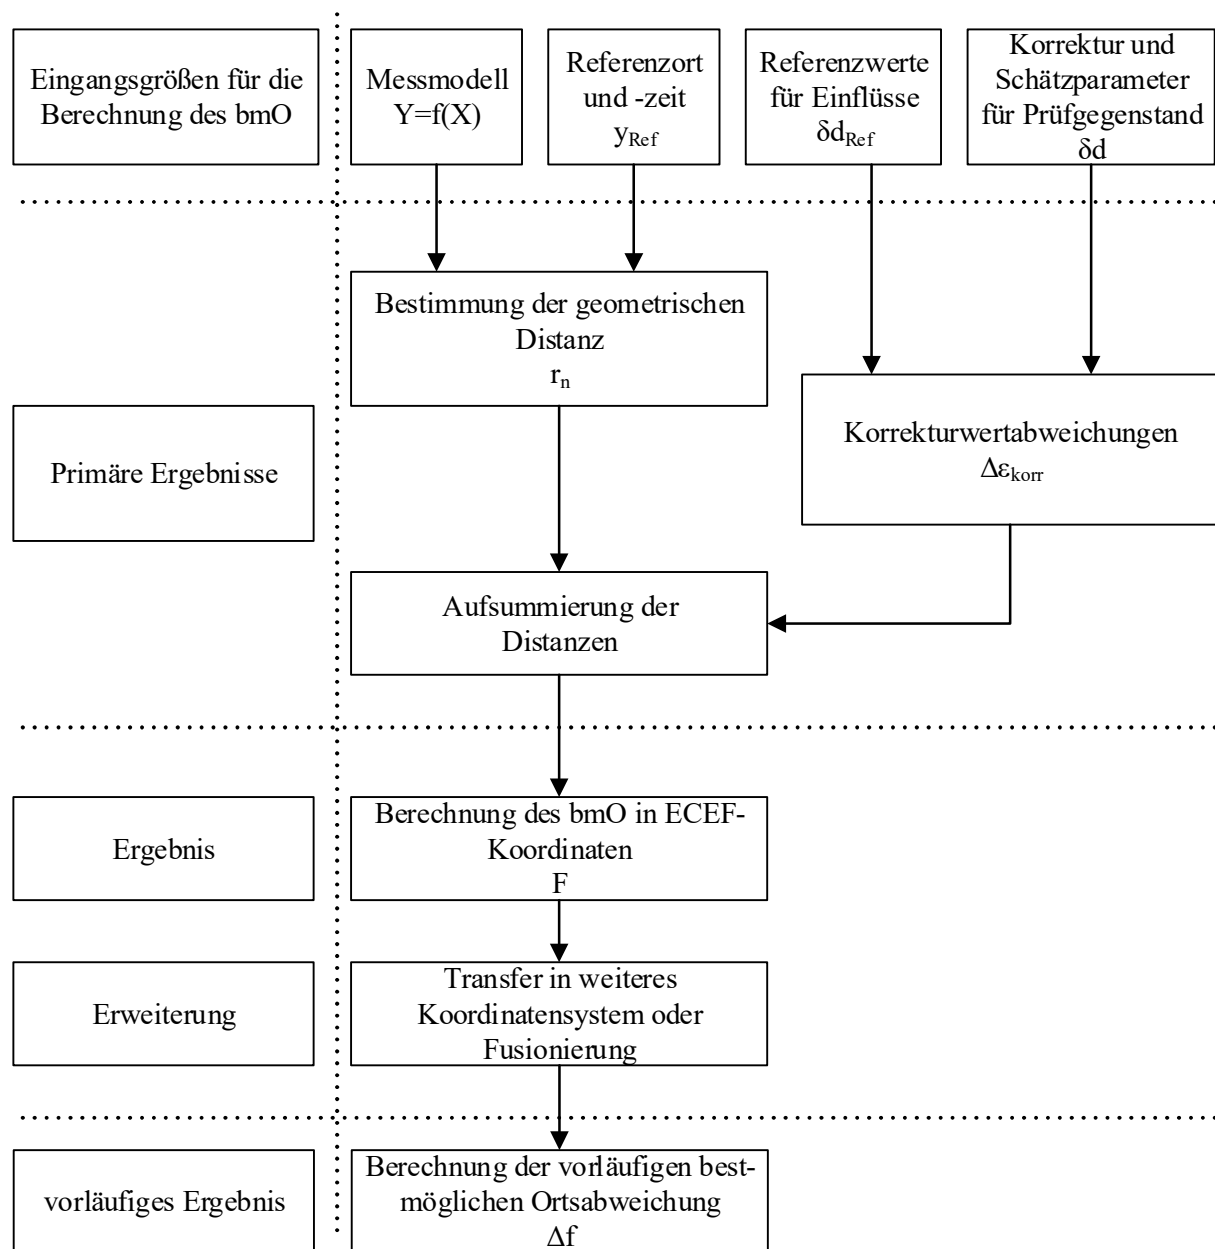 Eingangsgrößen für die
Berechnung des bmO
Messmodell
Y=f(X)
Referenzort
und -zeit
yRef
Referenzwerte
für Einflüsse
δdRef
Korrektur und
Schätzparameter
für Prüfgegenstand
δd
Primäre Ergebnisse
Bestimmung der geometrischen
Distanz
rn
Korrekturwertabweichungen
Δεkorr
Aufsummierung der
Distanzen
Ergebnis
Berechnung des bmO in ECEF-
Koordinaten
F
Erweiterung
Transfer in weiteres
Koordinatensystem oder
Fusionierung
vorläufiges Ergebnis
Berechnung der vorläufigen best-
möglichen Ortsabweichung
Δf